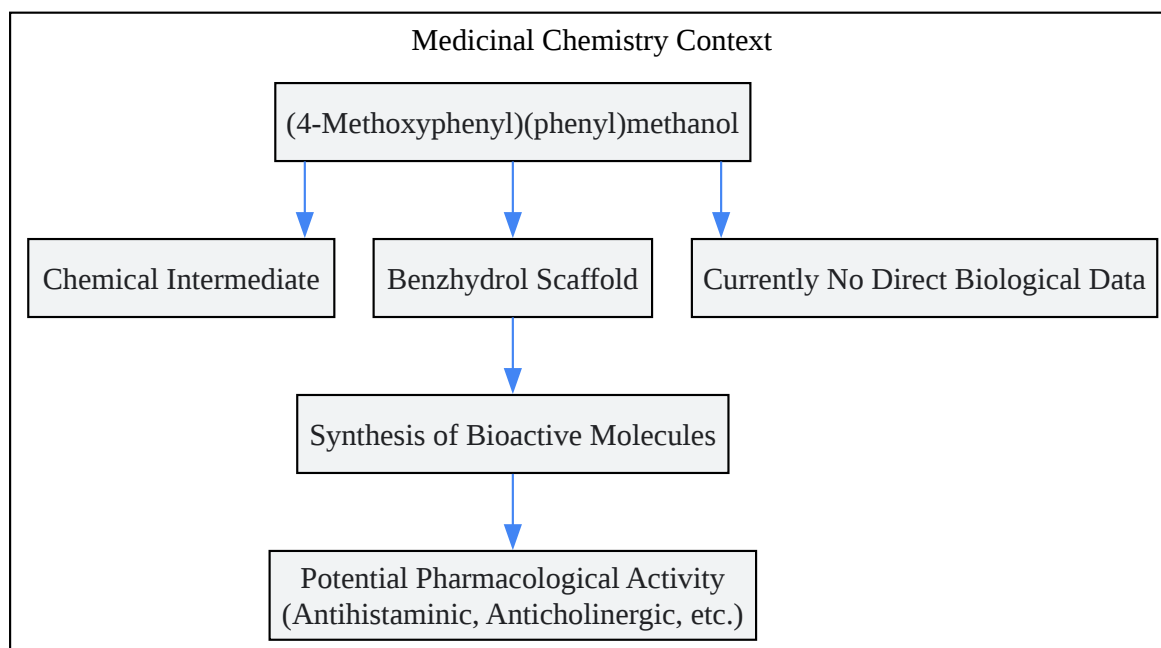 Medicinal Chemistry Context
(4-Methoxyphenyl)(phenyl)methanol
Chemical Intermediate
Benzhydrol Scaffold
Currently No Direct Biological Data
Synthesis of Bioactive Molecules
Potential Pharmacological Activity
(Antihistaminic, Anticholinergic, etc.)